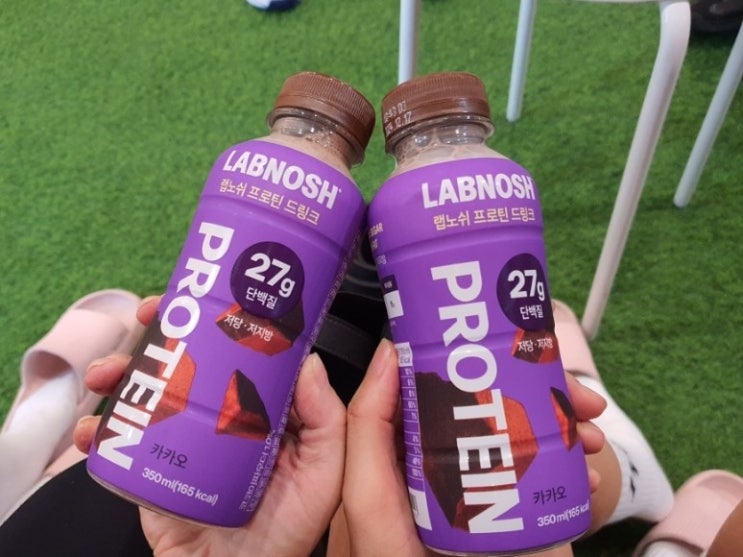 LABNOSH
랩노쉬 프로틴 드링크
PROTEIN
27g
단백질
저당·저지방
카카오
350ml(165 kcal)
LABNOSH
랩노쉬 프로틴 드링크
PROTEIN
27g
단백질
저당·저지방
카카오
350ml(165 kcal)